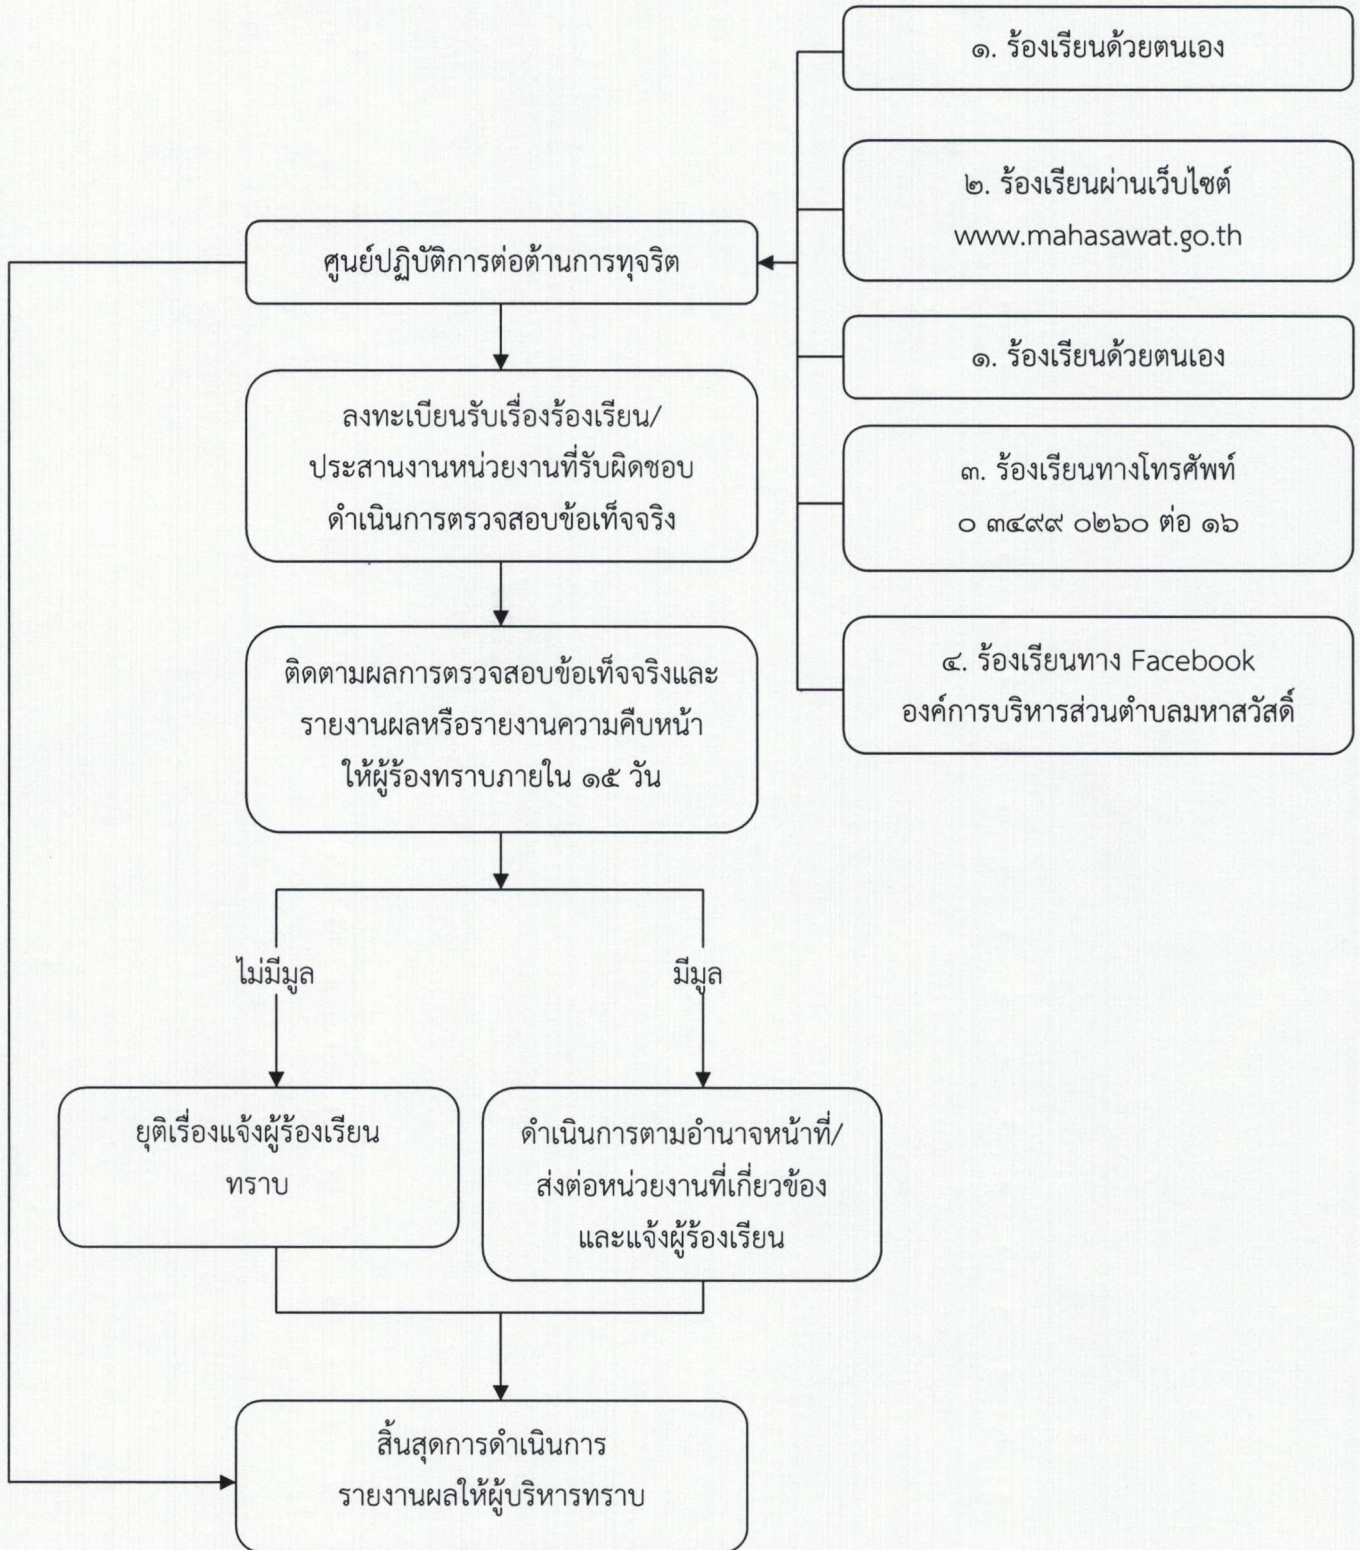 ๑. ร้องเรียนด้วยตนเอง
๒. ร้องเรียนผ่านเว็บไซต์
www.mahasawat.go.th
ศูนย์ปฏิบัติการต่อต้านการทุจริต
๑. ร้องเรียนด้วยตนเอง
๓. ร้องเรียนทางโทรศัพท์
๐ ๓๔๙๙ ๐๒๖๐ ต่อ ๑๖
๔. ร้องเรียนทาง Facebook
องค์การบริหารส่วนตำบลมหาสวัสดิ์
ลงทะเบียนรับเรื่องร้องเรียน/
ประสานงานหน่วยงานที่รับผิดชอบ
ดำเนินการตรวจสอบข้อเท็จจริง
ติดตามผลการตรวจสอบข้อเท็จจริงและ
รายงานผลหรือรายงานความคืบหน้า
ให้ผู้ร้องทราบภายใน ๑๕ วัน
ไม่มีมูล
มีมูล
ยุติเรื่องแจ้งผู้ร้องเรียน
ทราบ
ดำเนินการตามอำนาจหน้าที่/
ส่งต่อหน่วยงานที่เกี่ยวข้อง
และแจ้งผู้ร้องเรียน
สิ้นสุดการดำเนินการ
รายงานผลให้ผู้บริหารทราบ